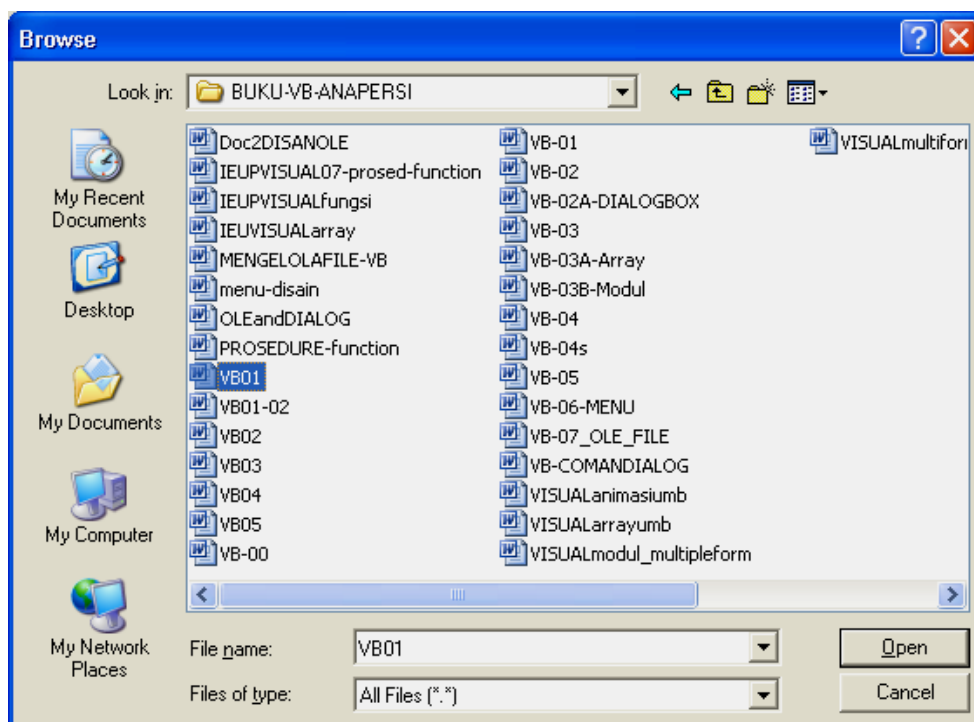 Browse
Look in:
BUKU-VB-ANAPERSI
My Recent
Documents
Desktop
My Documents
My Computer
My Network
Places
Doc2DISANOLE
IEUPVISUAL07-prosed-function
IEUPVISUALfungsi
IEUVISUALarray
MENGELOLAFILE-VB
menu-disain
OLEandDIALOG
PROSEDURE-function
VB01
VB01-02
VB02
VB03
VB04
VB05
VB-00
VB-01
VB-02
VB-02A-DIALOGBOX
VB-03
VB-03A-Array
VB-03B-Modul
VB-04
VB-04s
VB-05
VB-06-MENU
VB-07_OLE_FILE
VB-COMANDIALOG
VISUALanimasiumb
VISUALarrayumb
VISUALmodul_multipleform
VISUALmultiforı
File name:
VB01
Open
Files of type:
All Files (*.*)
Cancel